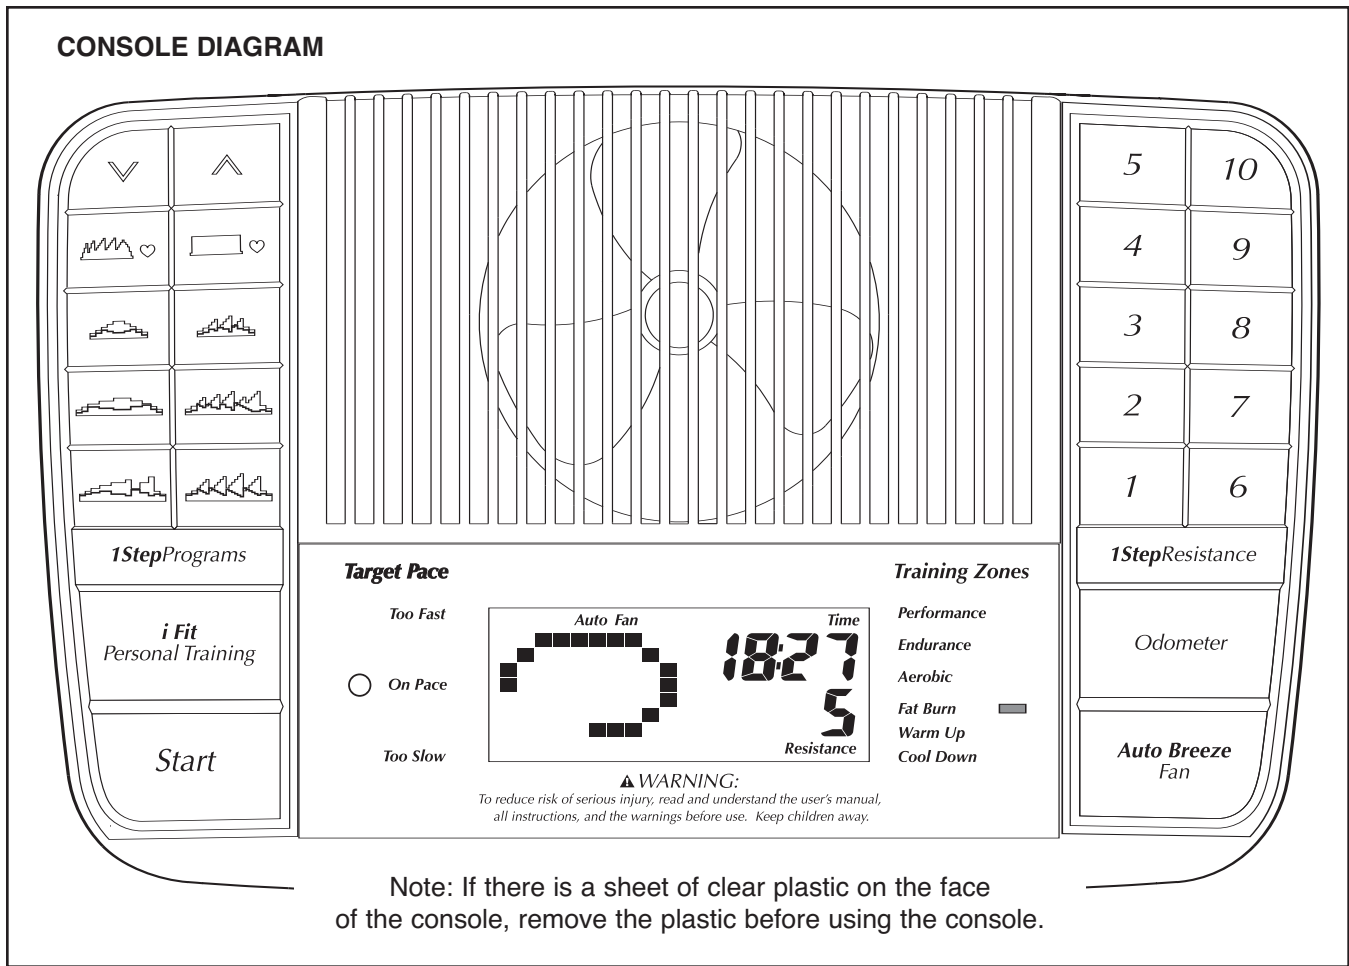 CONSOLE DIAGRAM
1StepPrograms
i Fit
Personal Training
Start
Target Pace
Too Fast
On Pace
Too Slow
Auto Fan
Time
18:27
5
Resistance
Training Zones
Performance
Endurance
Aerobic
Fat Burn
Warm Up
Cool Down
WARNING:
To reduce risk of serious injury, read and understand the user's manual,
all instructions, and the warnings before use. Keep children away.
5 10
4 9
3 8
2 7
1 6
1StepResistance
Odometer
Auto Breeze
Fan
Note: If there is a sheet of clear plastic on the face
of the console, remove the plastic before using the console.